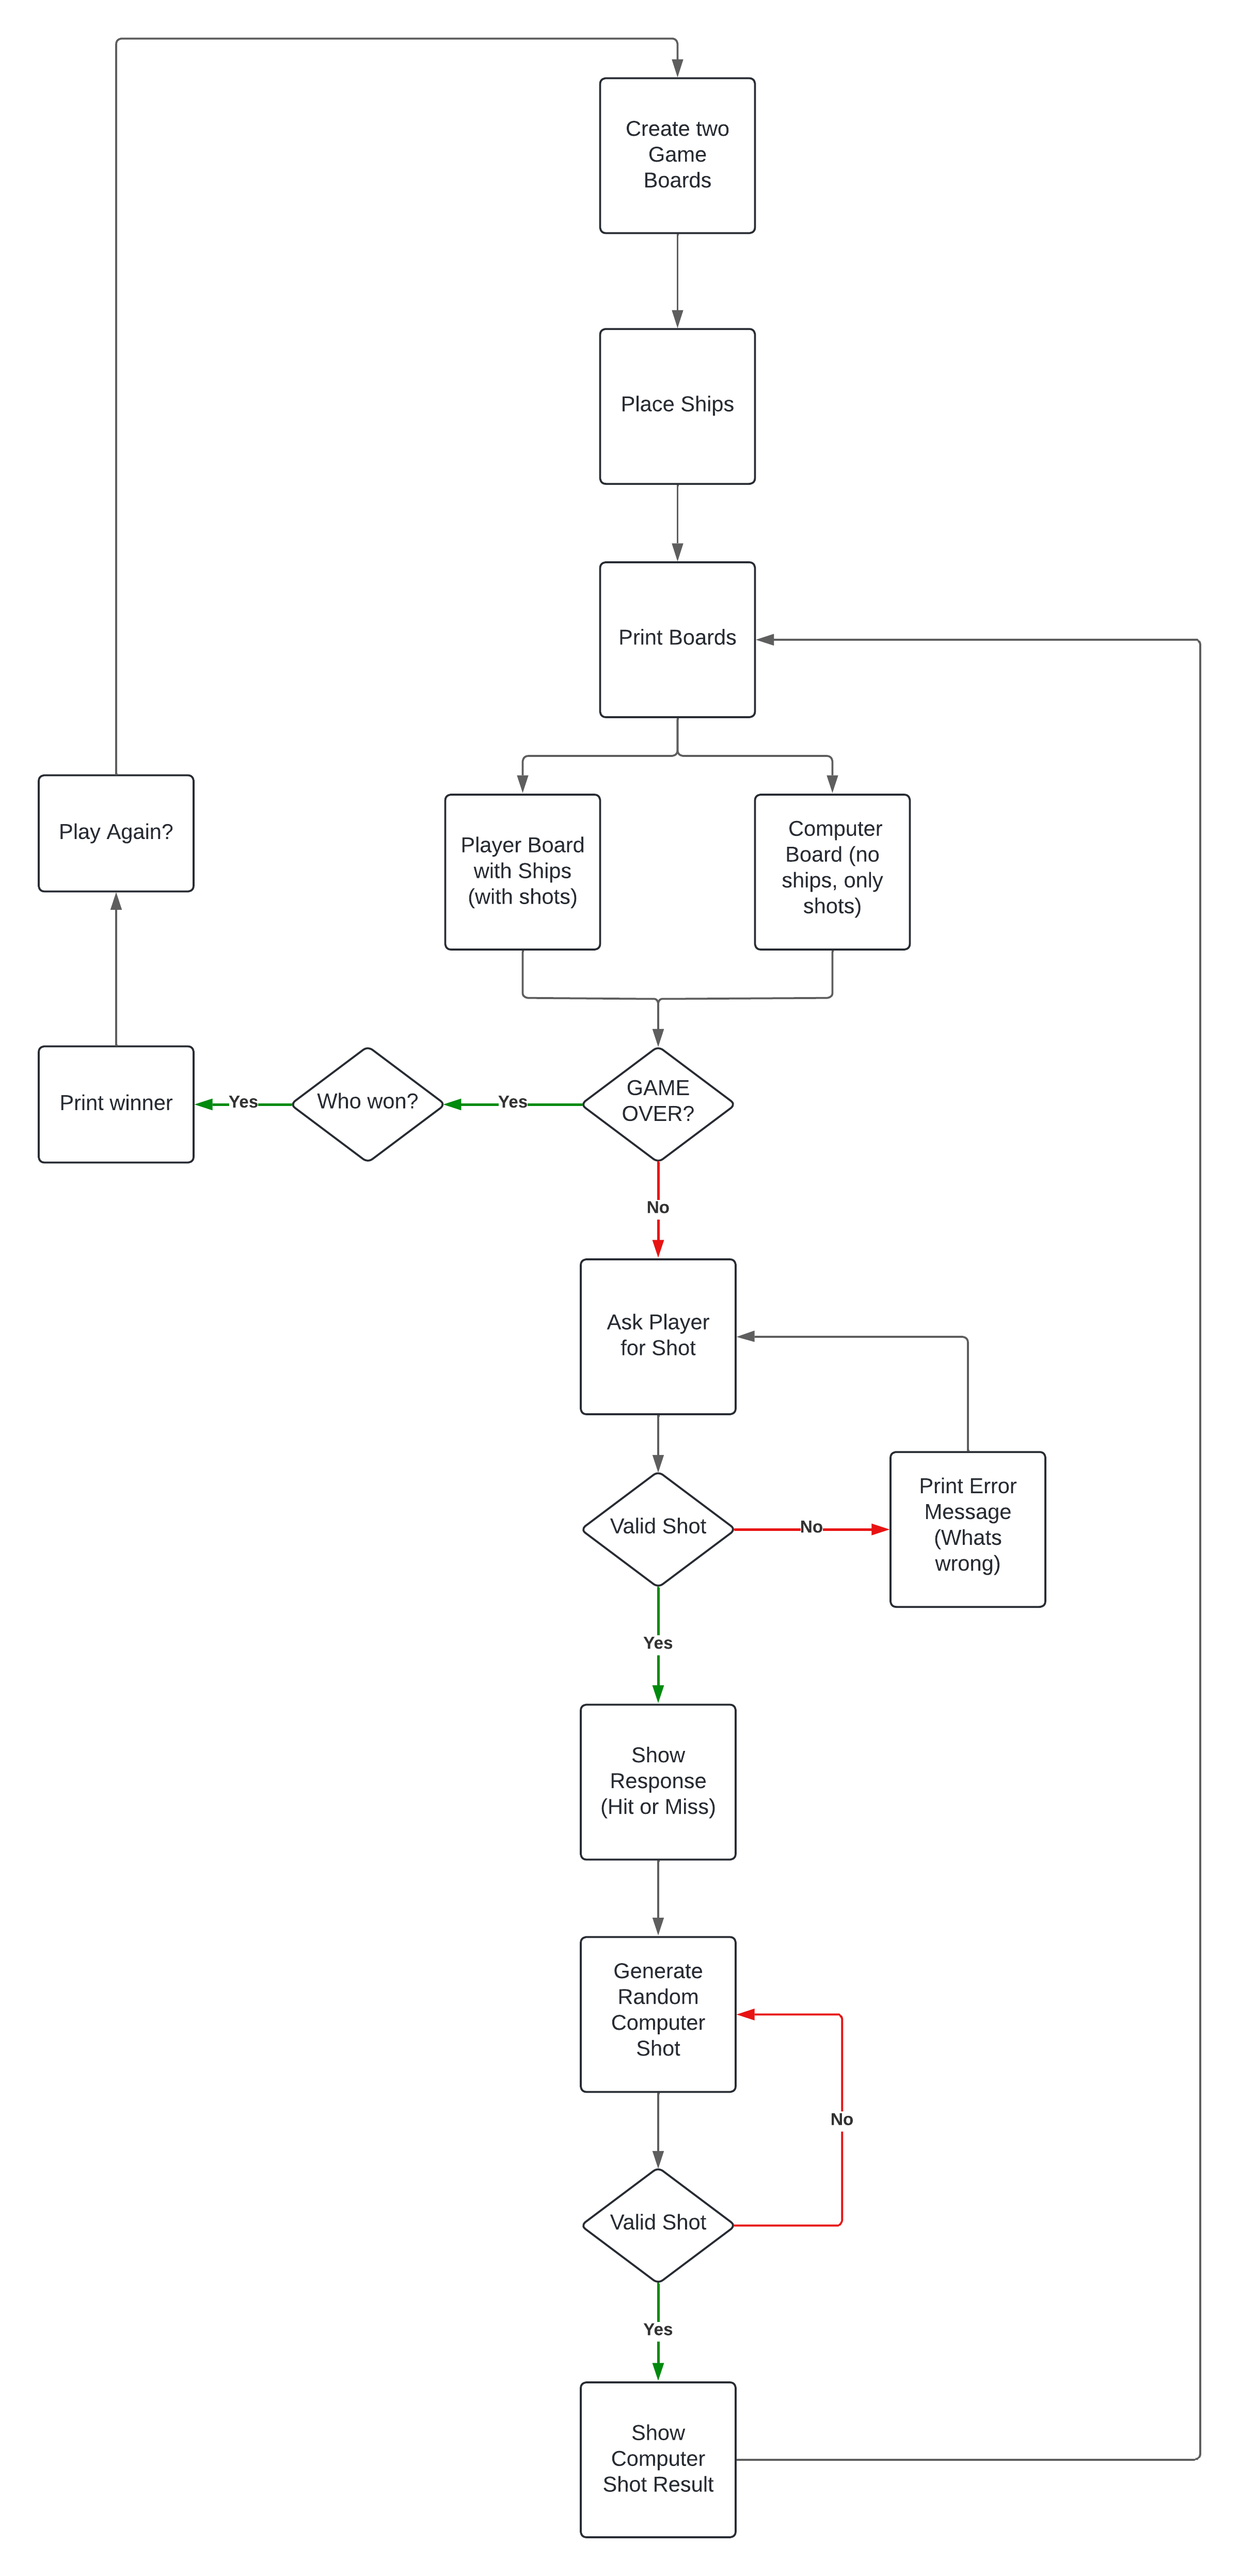 Create two
Game
Boards
Place Ships
Print Boards
Play Again?
Player Board
with Ships
(with shots)
Computer
Board (no
ships, only
shots)
Print winner
Yes
Who won?
Yes
GAME
OVER?
No
Ask Player
for Shot
Valid Shot
No
Print Error
Message
(Whats
wrong)
Yes
Show
Response
(Hit or Miss)
Generate
Random
Computer
Shot
No
Valid Shot
Yes
Show
Computer
Shot Result